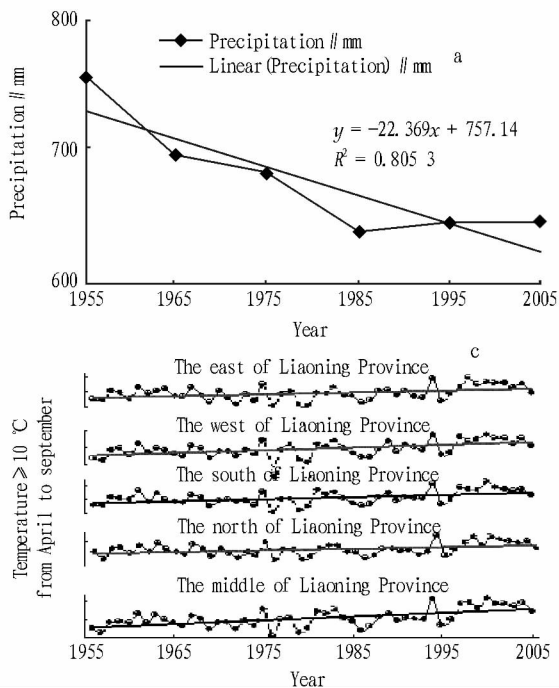 800
700
600
Precipitation // mm
Precipitation // mm
Linear(Precipitation) // mm
a
y = -22.369x + 757.14
R² = 0.805 3
1955 1965 1975 1985 1995 2005
Year
c
Temperature≥10 ℃
from April to september
The east of Liaoning Province
The west of Liaoning Province
The south of Liaoning Province
The north of Liaoning Province
The middle of Liaoning Province
1955 1965 1975 1985 1995 2005
Year